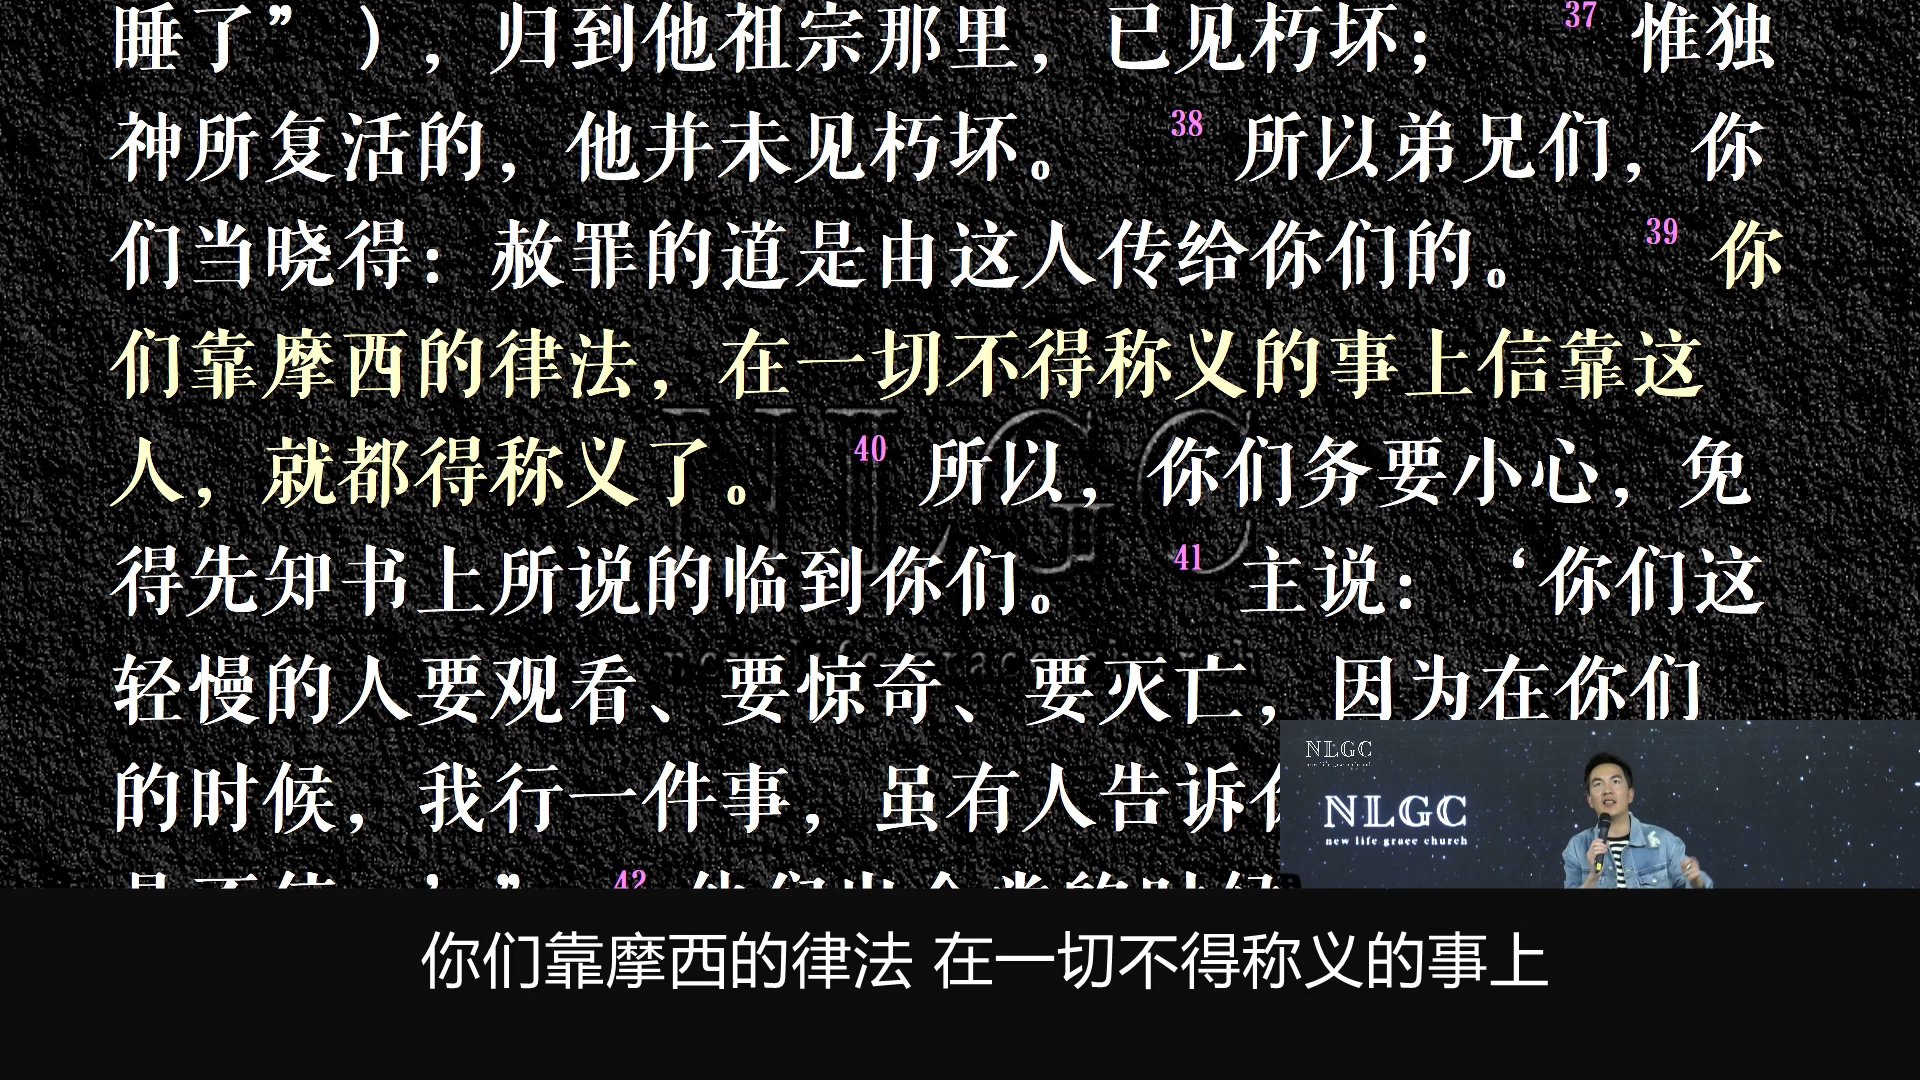 睡了”），归到他祖宗那里，已见朽坏； 37 惟独
神所复活的，他并未见朽坏。 38 所以弟兄们，你
们当晓得：赦罪的道是由这人传给你们的。 39 你
们靠摩西的律法，在一切不得称义的事上信靠这
人，就都得称义了。 40 所以，你们务要小心，免
得先知书上所说的临到你们。 41 主说：‘你们这
轻慢的人要观看、要惊奇、要灭亡，因为在你们
的时候，我行一件事，虽有人告诉你
42
NLGC
new life grace church
NLGC
NLGC
new life grace church
你们靠摩西的律法 在一切不得称义的事上